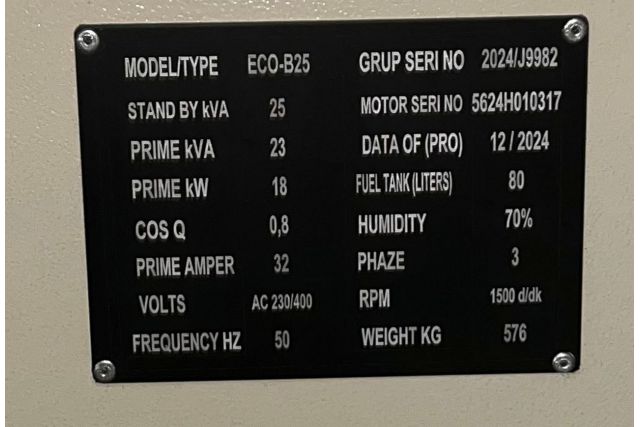 MODEL/TYPE ECO-B25 GRUP SERI NO 2024/J9982
STAND BY kVA 25 MOTOR SERI NO 5624H010317
PRIME kVA 23 DATA OF (PRO) 12 / 2024
PRIME kW 18 FUEL TANK (LITERS) 80
COS Q 0,8 HUMIDITY 70%
PRIME AMPER 32 PHAZE 3
VOLTS AC 230/400 RPM 1500 d/dk
FREQUENCY HZ 50 WEIGHT KG 576